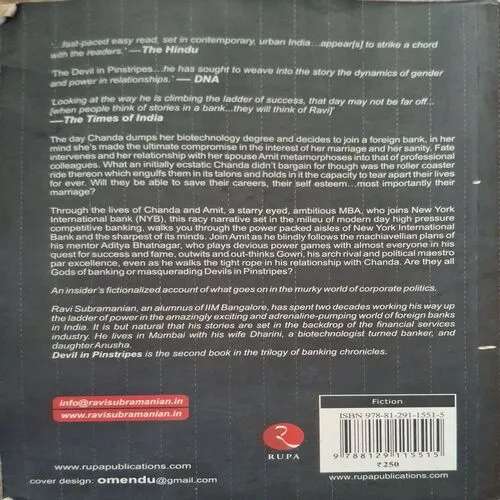 '...fast-paced easy read, set in contemporary, urban India...appear[s] to strike a chord
with the readers.' —The Hindu
'The Devil in Pinstripes...he has sought to weave into the story the dynamics of gender
and power in relationships.' — DNA
'Looking at the way he is climbing the ladder of success, that day may not be far off...
[when people think of stories in a bank...they will think of Ravi]'
—The Times of India
The day Chanda dumps her biotechnology degree and decides to join a foreign bank, in
her mind she's made the ultimate compromise in the interest of her marriage and her sanity. Fate
intervenes and her relationship with her spouse Amit metamorphoses into that of professional
colleagues. What an initially ecstatic Chanda didn't bargain for though was the roller coaster
ride thereon which engulfs them in its talons and holds in it the capacity to tear apart their lives
for ever. Will they be able to save their careers, their self esteem...most importantly their
marriage?
Through the lives of Chanda and Amit, a starry eyed, ambitious MBA, who joins New York
International bank (NYB), this racy narrative set in the milieu of modern day high pressure
competitive banking, walks you through the power packed aisles of New York International
Bank and the sharpest of its minds. Join Amit as he blindly follows the machiavellian plans of
his mentor Aditya Bhatnagar, who plays devious power games with almost everyone in his
quest for success and fame, outwits and out-thinks Gowri, his arch rival and political maestro
par excellence, even as he walks the tight rope in his relationship with Chanda. Are they all
Gods of banking or masquerading Devils in Pinstripes?
An insider's fictionalized account of what goes on in the murky world of corporate politics.
Ravi Subramanian, an alumnus of IIM Bangalore, has spent two decades working his way up
the ladder of power in the amazingly exciting and adrenaline-pumping world of foreign banks
in India. It is but natural that his stories are set in the backdrop of the financial services
industry. He lives in Mumbai with his wife Dharini, a biotechnologist turned banker, and
daughter Anusha.
Devil in Pinstripes is the second book in the trilogy of banking chronicles.
info@ravisubramanian.in
www.ravisubramanian.in
RUPA
www.rupapublications.com
cover design: omendu@gmail.com
Fiction
ISBN 978-81-291-1551-5
9 788129 115515
₹250
www.rupapublications.com